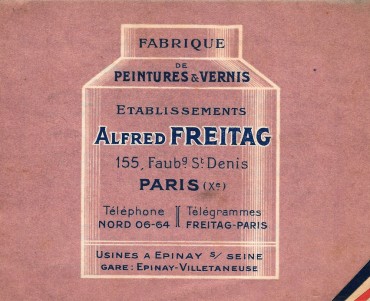 FABRIQUE
DE
PEINTURES & VERNIS
ETABLISSEMENTS
ALFRED FREITAG
155, Faubg St Denis
PARIS (Xe)
Téléphone Télégrammes
NORD 06-64 FREITAG-PARIS
USINES A EPINAY S/ SEINE
GARE: EPINAY-VILLETANEUSE